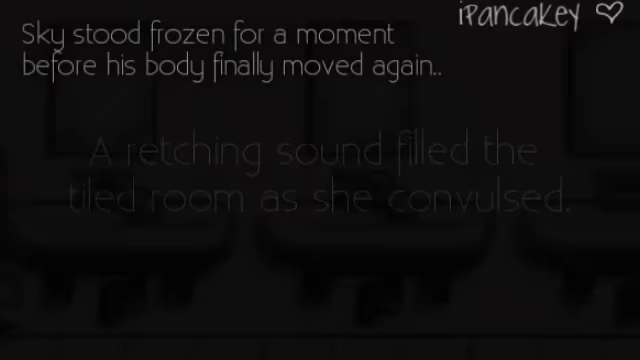 iPancakey ♡
Sky stood frozen for a moment
before his body finally moved again..
A retching sound filled the
tiled room as she convulsed.